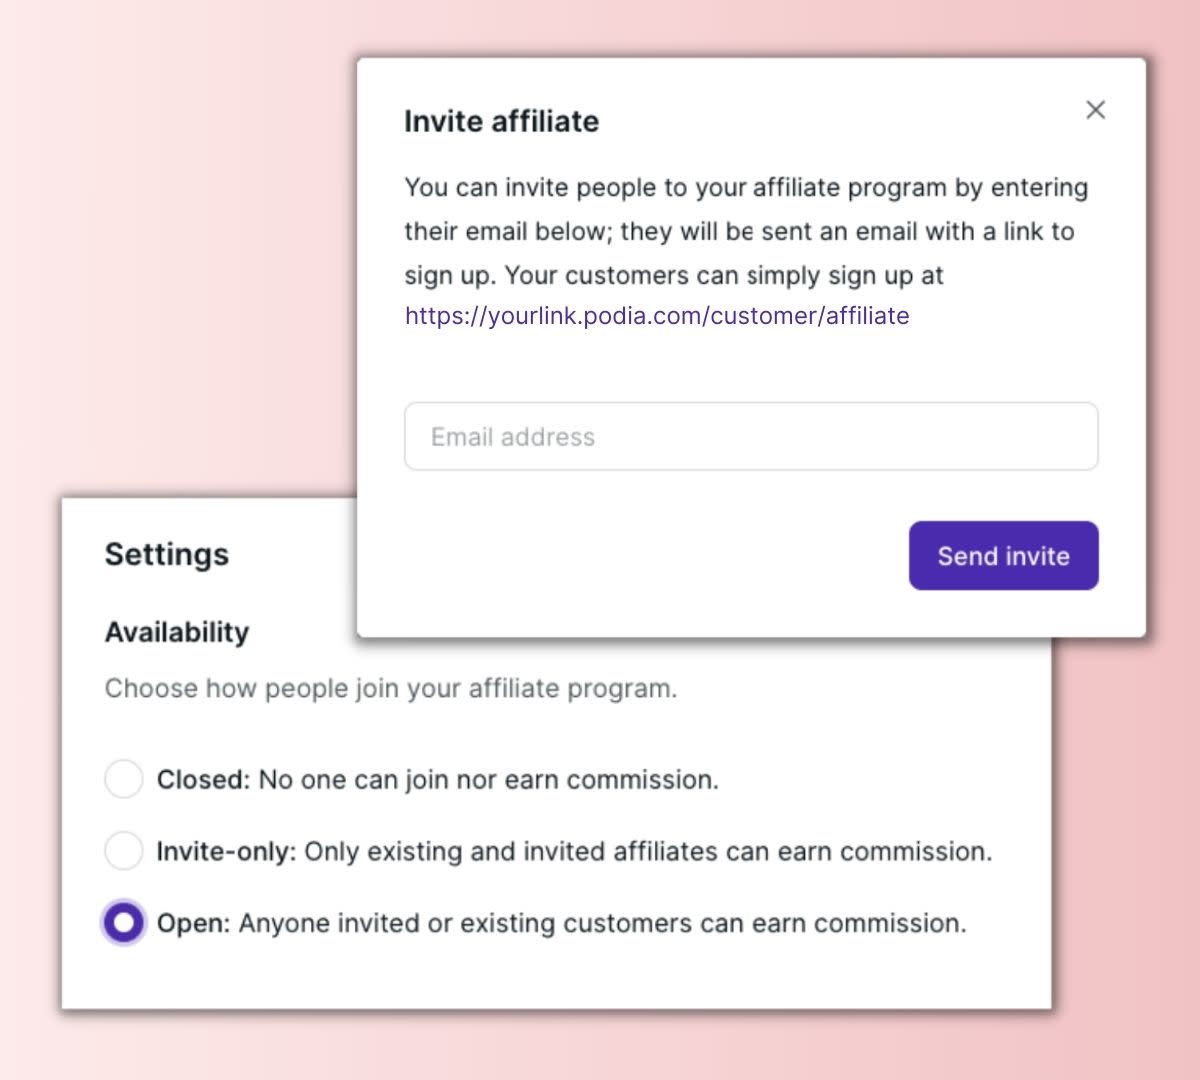 Invite affiliate
You can invite people to your affiliate program by entering
their email below; they will be sent an email with a link to
sign up. Your customers can simply sign up at
https://yourlink.podia.com/customer/affiliate
Email address
Send invite
Settings
Availability
Choose how people join your affiliate program.
Closed: No one can join nor earn commission.
Invite-only: Only existing and invited affiliates can earn commission.
Open: Anyone invited or existing customers can earn commission.